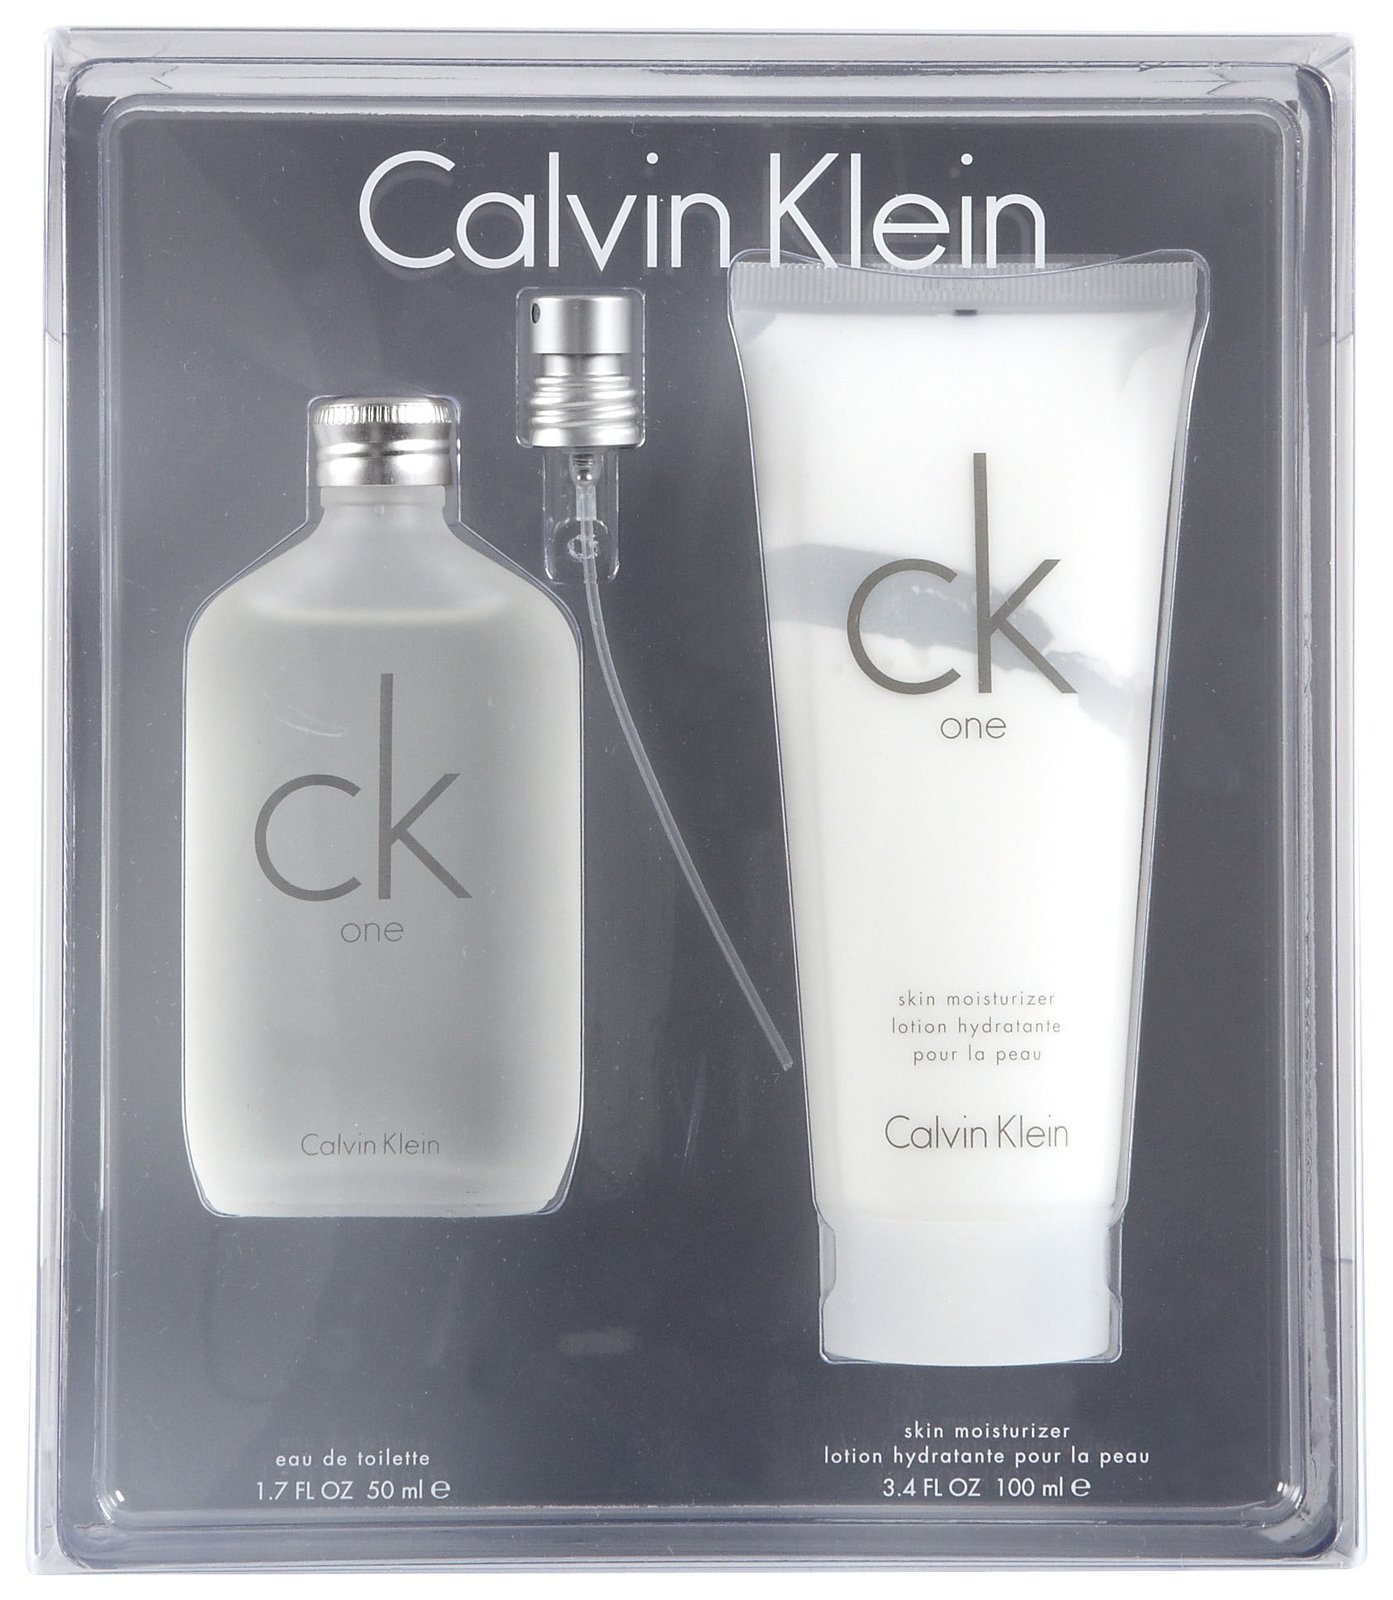 Calvin Klein
ck
one
Calvin Klein
ck
one
skin moisturizer
lotion hydratante
pour la peau
Calvin Klein
eau de toilette
1.7 FL OZ 50 ml ℮
skin moisturizer
lotion hydratante pour la peau
3.4 FL OZ 100 ml ℮